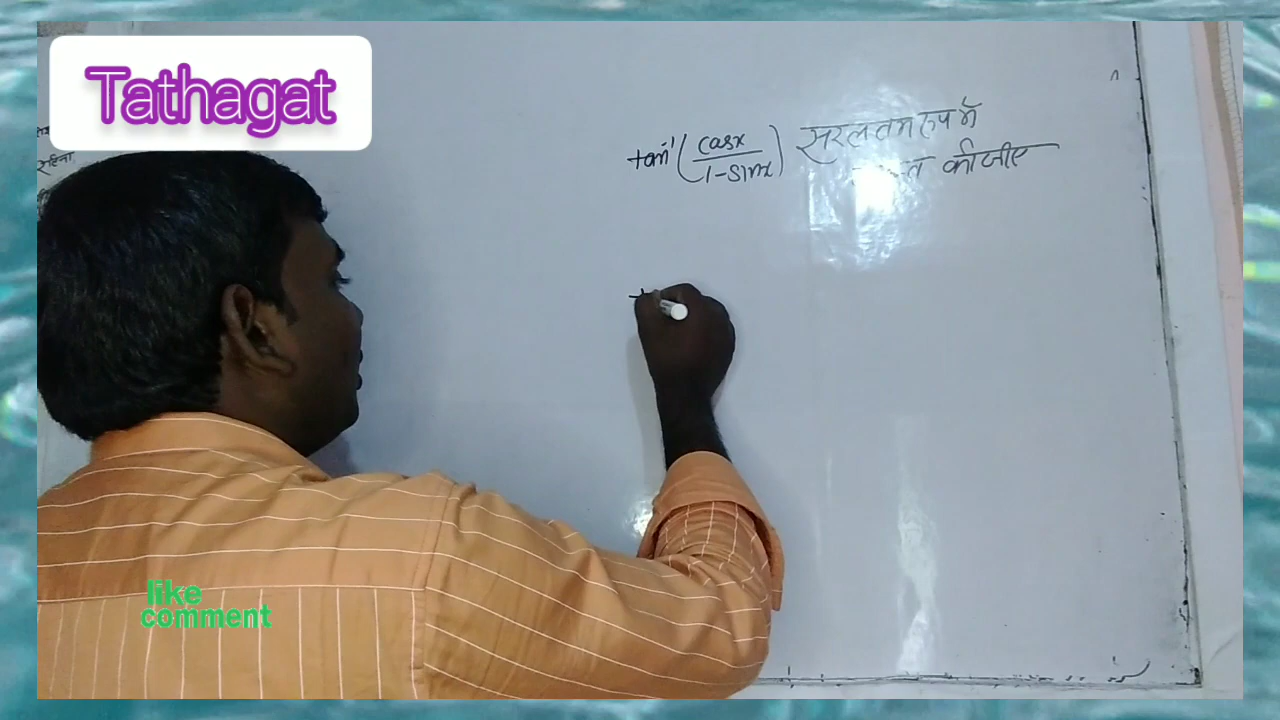 Tathagat
tan⁻¹(cosx/1-sinx) सरलतम रूप में
कीजीए
like
comment